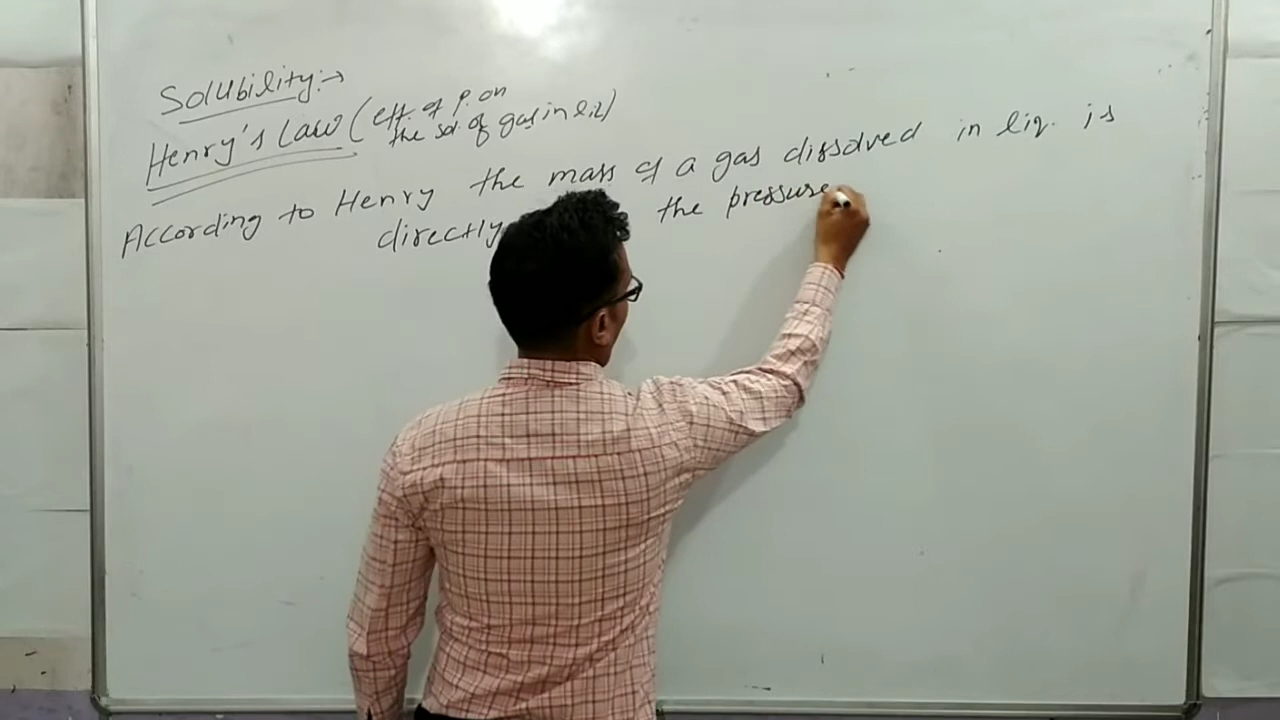 Solubility:→
Henry's Law (eff. of P. on
the sol. of gas in liq)
According to Henry the mass of a gas dissolved in liq. is
directly the pressure